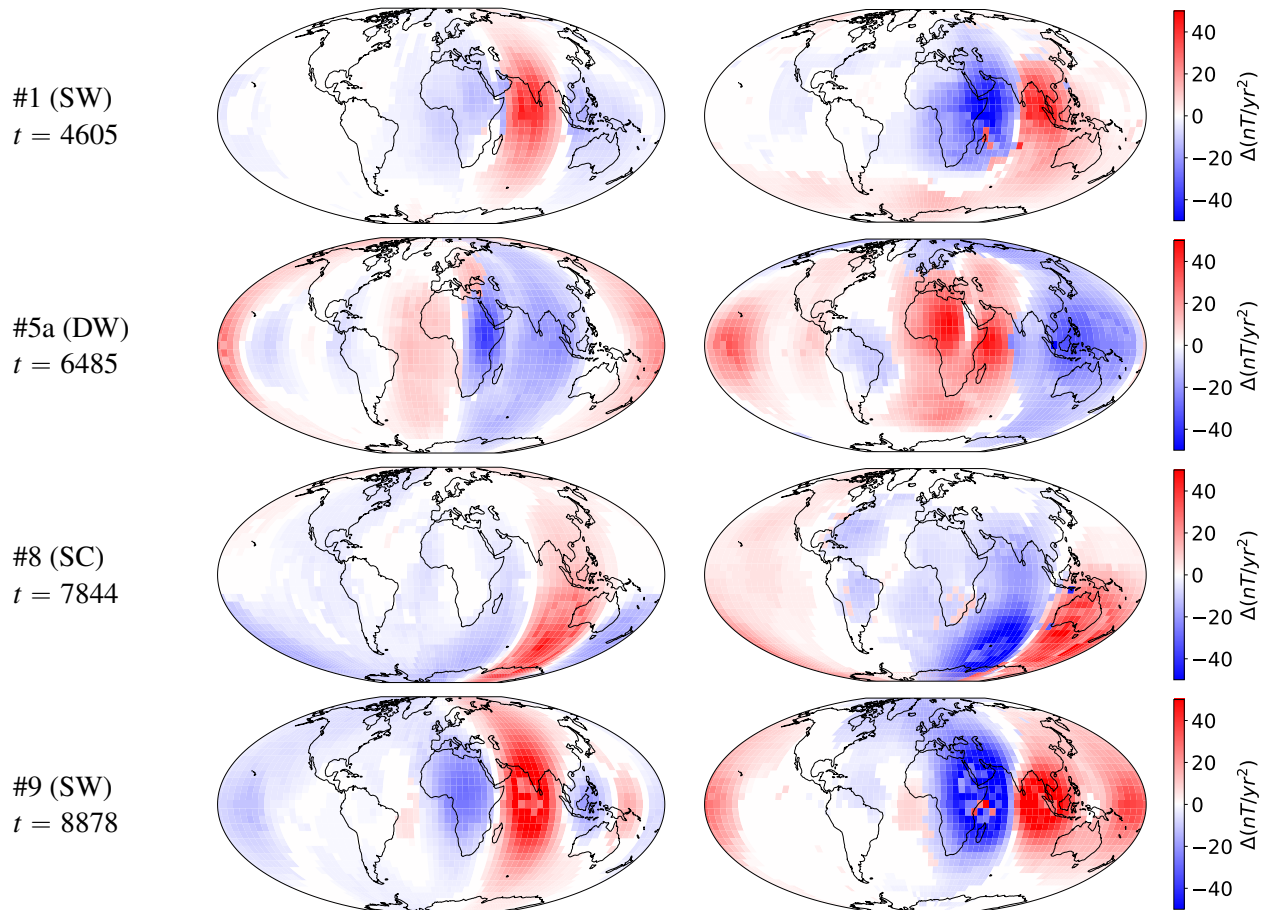 #1 (SW)
t = 4605
40
20
0
−20
−40
Δ(nT/yr²)
#5a (DW)
t = 6485
40
20
0
−20
−40
Δ(nT/yr²)
#8 (SC)
t = 7844
40
20
0
−20
−40
Δ(nT/yr²)
#9 (SW)
t = 8878
40
20
0
−20
−40
Δ(nT/yr²)